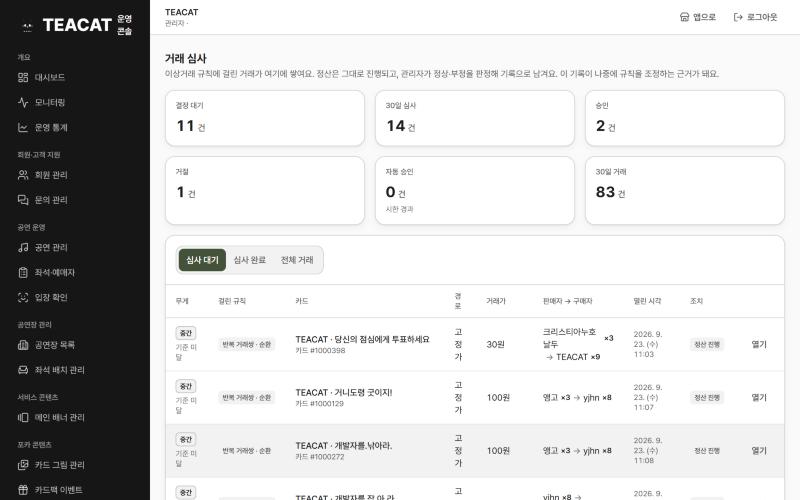 TEACAT 운영
콘솔
개요
대시보드
모니터링
운영 통계
회원·고객 지원
회원 관리
문의 관리
공연 운영
공연 관리
좌석·예매자
입장 확인
공연장 관리
공연장 목록
좌석 배치 관리
서비스 콘텐츠
메인 배너 관리
포카 콘텐츠
카드 그림 관리
카드팩 이벤트
TEACAT
관리자 ·
앱으로
로그아웃
거래 심사
이상거래 규칙에 걸린 거래가 여기에 쌓여요. 정산은 그대로 진행되고, 관리자가 정상·부정을 판정해 기록으로 남겨요. 이 기록이 나중에 규칙을 조정하는 근거가 돼요.
결정 대기
11 건
30일 심사
14 건
승인
2 건
거절
1 건
자동 승인
0 건
시한 경과
30일 거래
83 건
심사 대기 심사 완료 전체 거래
무게 걸린 규칙 카드 경로 거래가 판매자 → 구매자 열린 시각 조치
중간
기준 미달
반복 거래쌍 · 순환
TEACAT · 당신의 점심에게 투표하세요
카드 #1000398
고정가
30원
크리스티아누호날두 ×3
→ TEACAT ×9
2026. 9. 23. (수) 11:03
정산 진행
열기
중간
기준 미달
반복 거래쌍 · 순환
TEACAT · 거니도령 굿이지!
카드 #1000129
고정가
100원
앵고 ×3 → yjhn ×8
2026. 9. 23. (수) 11:07
정산 진행
열기
중간
기준 미달
반복 거래쌍 · 순환
TEACAT · 개발자를.낚아라.
카드 #1000272
고정가
100원
앵고 ×3 → yjhn ×8
2026. 9. 23. (수) 11:08
정산 진행
열기
중간
고
yjhn ×8 →
2026. 9.